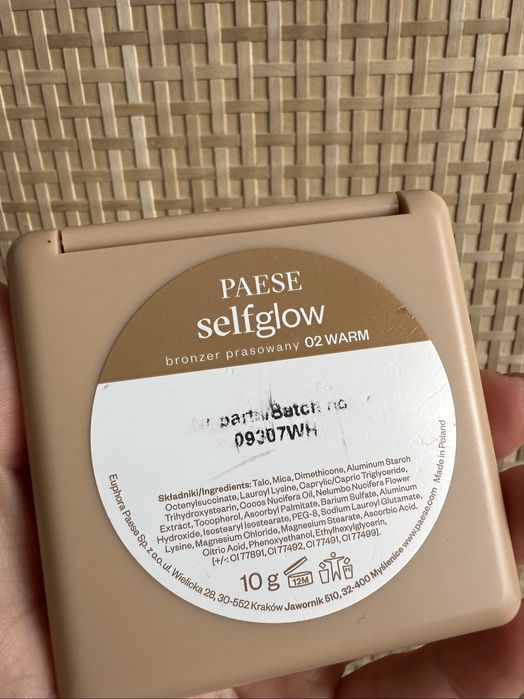 PAESE
selfglow
bronzer prasowany 02 WARM
partii/Batch no
09307WH
Składniki/Ingredients: Talc, Mica, Dimethicone, Aluminum Starch
Octenylsuccinate, Lauroyl Lysine, Caprylic/Capric Triglyceride,
Trihydroxystearin, Cocos Nucifera Oil, Nelumbo Nucifera Flower
Extract, Tocopherol, Ascorbyl Palmitate, Barium Sulfate, Aluminum
Hydroxide, Isostearyl Isostearate, PEG-8, Sodium Lauroyl Glutamate,
Lysine, Magnesium Chloride, Magnesium Stearate, Ascorbic Acid,
Citric Acid, Phenoxyethanol, Ethylhexylglycerin,
[+/-: CI 77891, CI 77492, CI 77491, CI 77499].
10 g 12M
Euphora Paese Sp. z o.o. ul. Wielicka 28, 30-552 Kraków Jawornik 510, 32-400 Myślenice www.paese.com Made in Poland